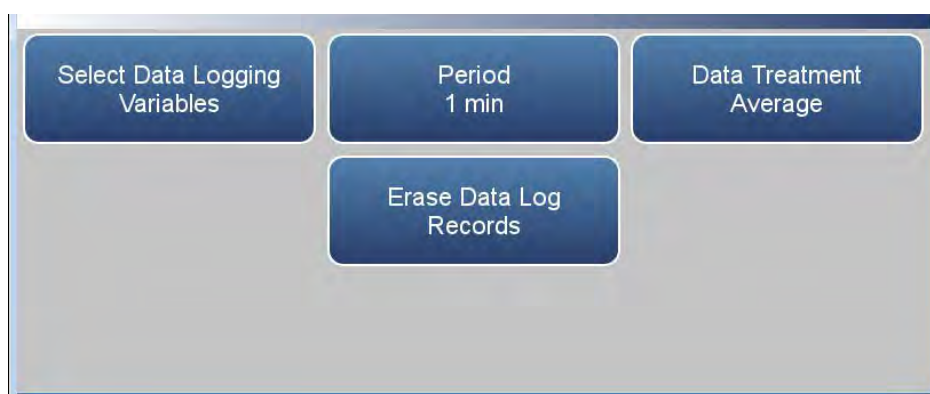 Select Data Logging
Variables
Period
1 min
Data Treatment
Average
Erase Data Log
Records